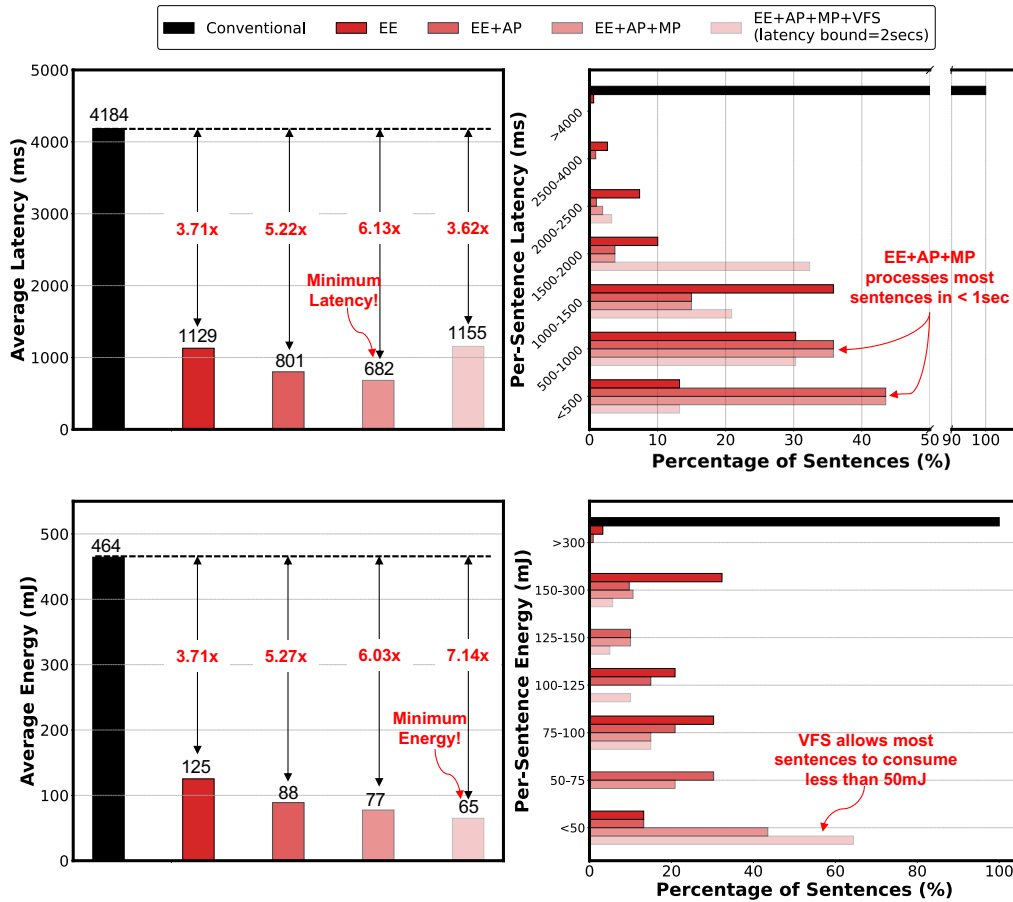 Conventional
EE
EE+AP
EE+AP+MP
EE+AP+MP+VFS
(latency bound=2secs)
Average Latency (ms)
5000
4000
3000
2000
1000
0
4184
3.71x
5.22x
6.13x
3.62x
Minimum
Latency!
1129
801
682
1155
Per-Sentence Latency (ms)
>4000
2500-4000
2000-2500
1500-2000
1000-1500
500-1000
<500
EE+AP+MP
processes most
sentences in < 1sec
0 10 20 30 40 50 90 100
Percentage of Sentences (%)
Average Energy (mJ)
500
400
300
200
100
0
464
3.71x
5.27x
6.03x
7.14x
Minimum
Energy!
125
88
77
65
Per-Sentence Energy (mJ)
>300
150-300
125-150
100-125
75-100
50-75
<50
VFS allows most
sentences to consume
less than 50mJ
0 20 40 60 80 100
Percentage of Sentences (%)